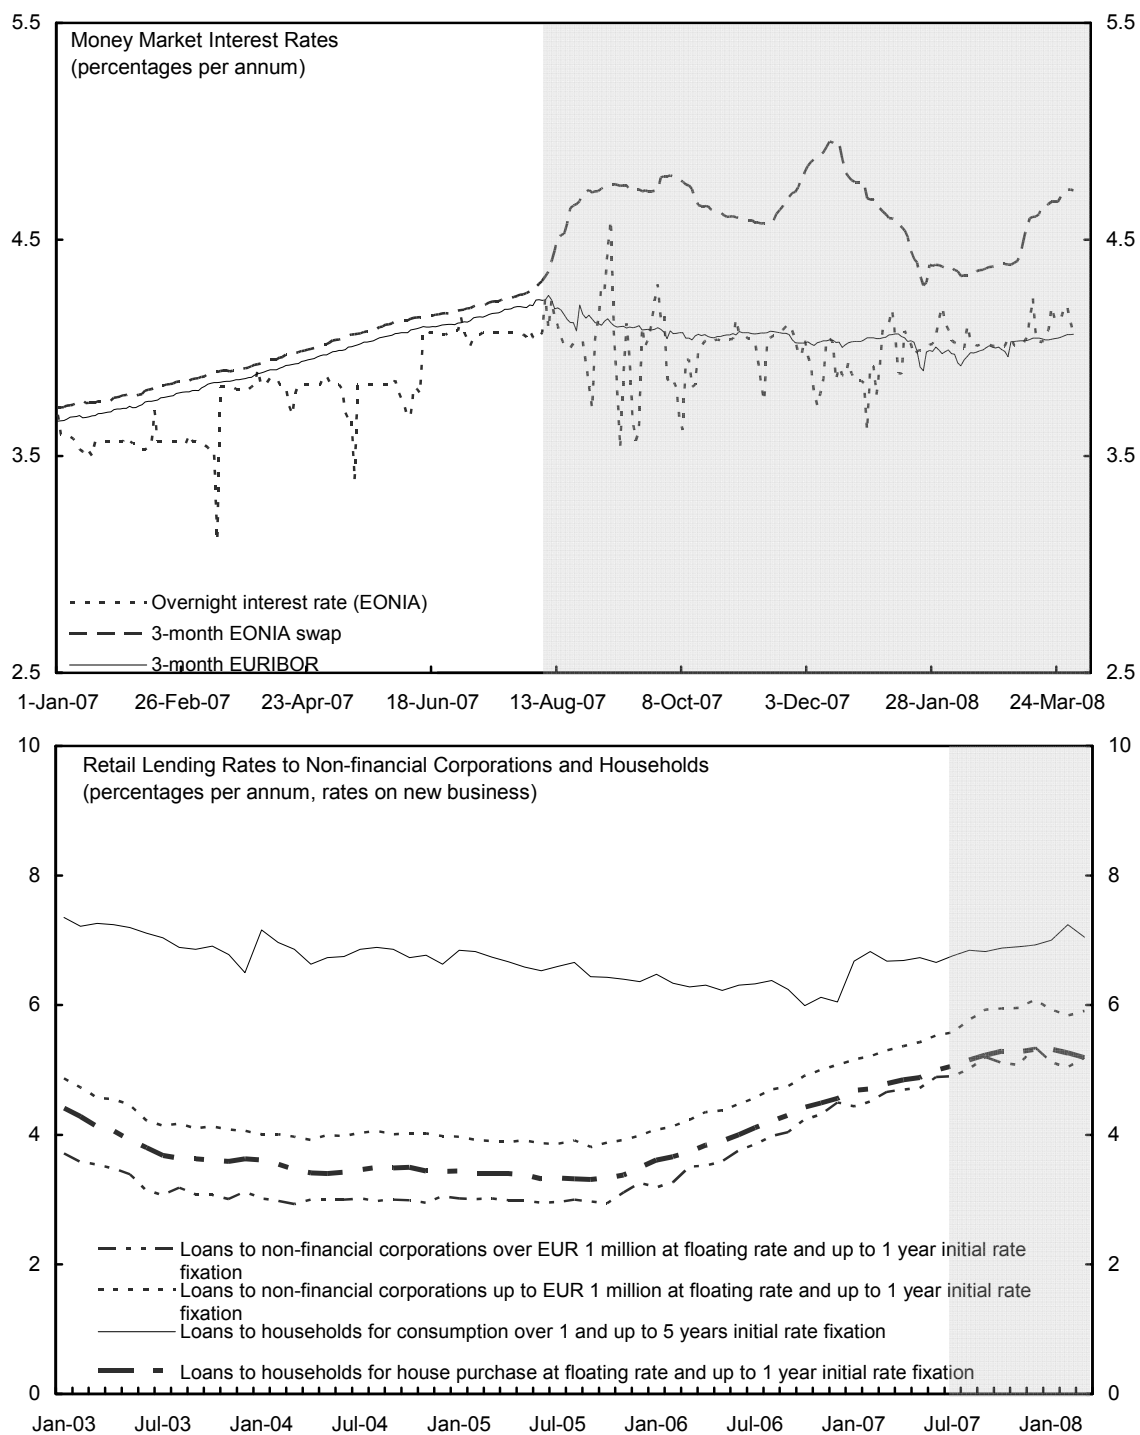 5.5
5.5
Money Market Interest Rates
(percentages per annum)
4.5
4.5
3.5
3.5
Overnight interest rate (EONIA)
3-month EONIA swap
3-month EURIBOR
2.5
2.5
1-Jan-07 26-Feb-07 23-Apr-07 18-Jun-07 13-Aug-07 8-Oct-07 3-Dec-07 28-Jan-08 24-Mar-08
10
10
Retail Lending Rates to Non-financial Corporations and Households
(percentages per annum, rates on new business)
8
8
6
6
4
4
Loans to non-financial corporations over EUR 1 million at floating rate and up to 1 year initial rate
fixation
2
2
Loans to non-financial corporations up to EUR 1 million at floating rate and up to 1 year initial rate
fixation
Loans to households for consumption over 1 and up to 5 years initial rate fixation
Loans to households for house purchase at floating rate and up to 1 year initial rate fixation
0
0
Jan-03 Jul-03 Jan-04 Jul-04 Jan-05 Jul-05 Jan-06 Jul-06 Jan-07 Jul-07 Jan-08